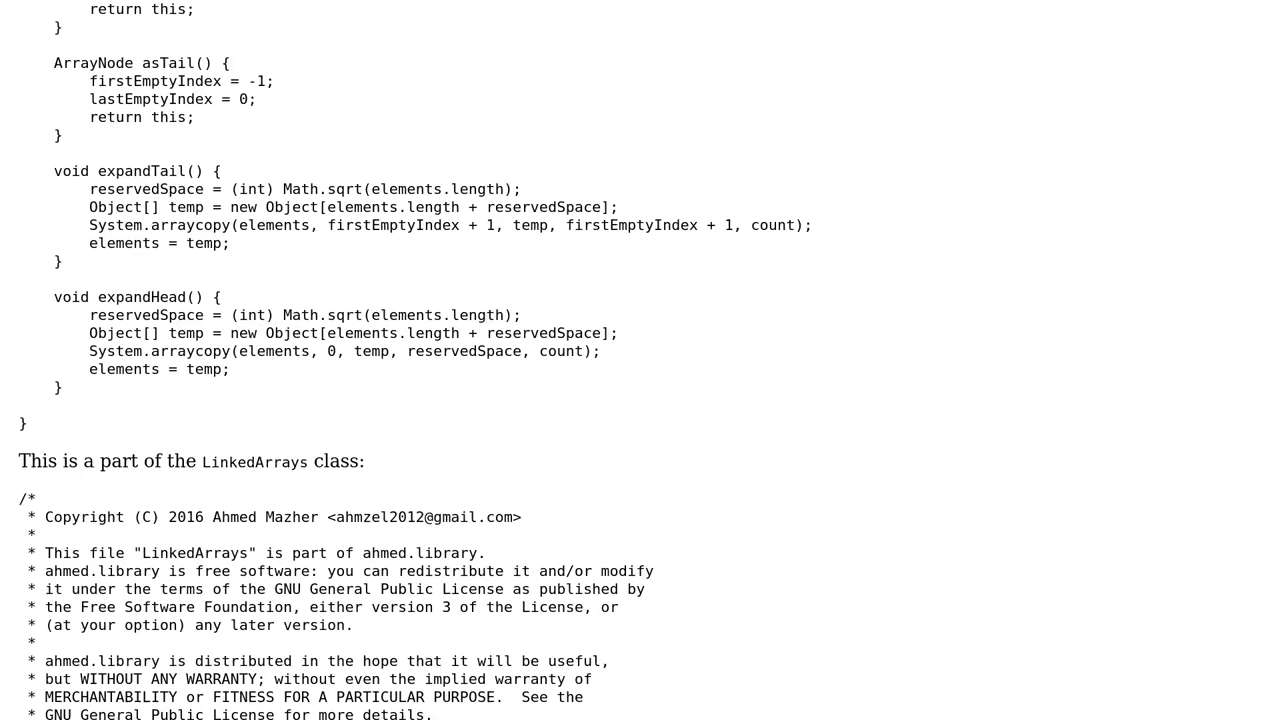 return this;
    }

    ArrayNode asTail() {
        firstEmptyIndex = -1;
        lastEmptyIndex = 0;
        return this;
    }

    void expandTail() {
        reservedSpace = (int) Math.sqrt(elements.length);
        Object[] temp = new Object[elements.length + reservedSpace];
        System.arraycopy(elements, firstEmptyIndex + 1, temp, firstEmptyIndex + 1, count);
        elements = temp;
    }

    void expandHead() {
        reservedSpace = (int) Math.sqrt(elements.length);
        Object[] temp = new Object[elements.length + reservedSpace];
        System.arraycopy(elements, 0, temp, reservedSpace, count);
        elements = temp;
    }

}
This is a part of the LinkedArrays class:
/*
 * Copyright (C) 2016 Ahmed Mazher <ahmzel2012@gmail.com>
 *
 * This file "LinkedArrays" is part of ahmed.library.
 * ahmed.library is free software: you can redistribute it and/or modify
 * it under the terms of the GNU General Public License as published by
 * the Free Software Foundation, either version 3 of the License, or
 * (at your option) any later version.
 *
 * ahmed.library is distributed in the hope that it will be useful,
 * but WITHOUT ANY WARRANTY; without even the implied warranty of
 * MERCHANTABILITY or FITNESS FOR A PARTICULAR PURPOSE.  See the
 * GNU General Public License for more details.